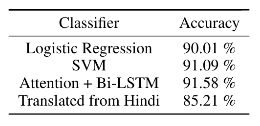 Classifier Accuracy
Logistic Regression 90.01 %
SVM 91.09 %
Attention + Bi-LSTM 91.58 %
Translated from Hindi 85.21 %